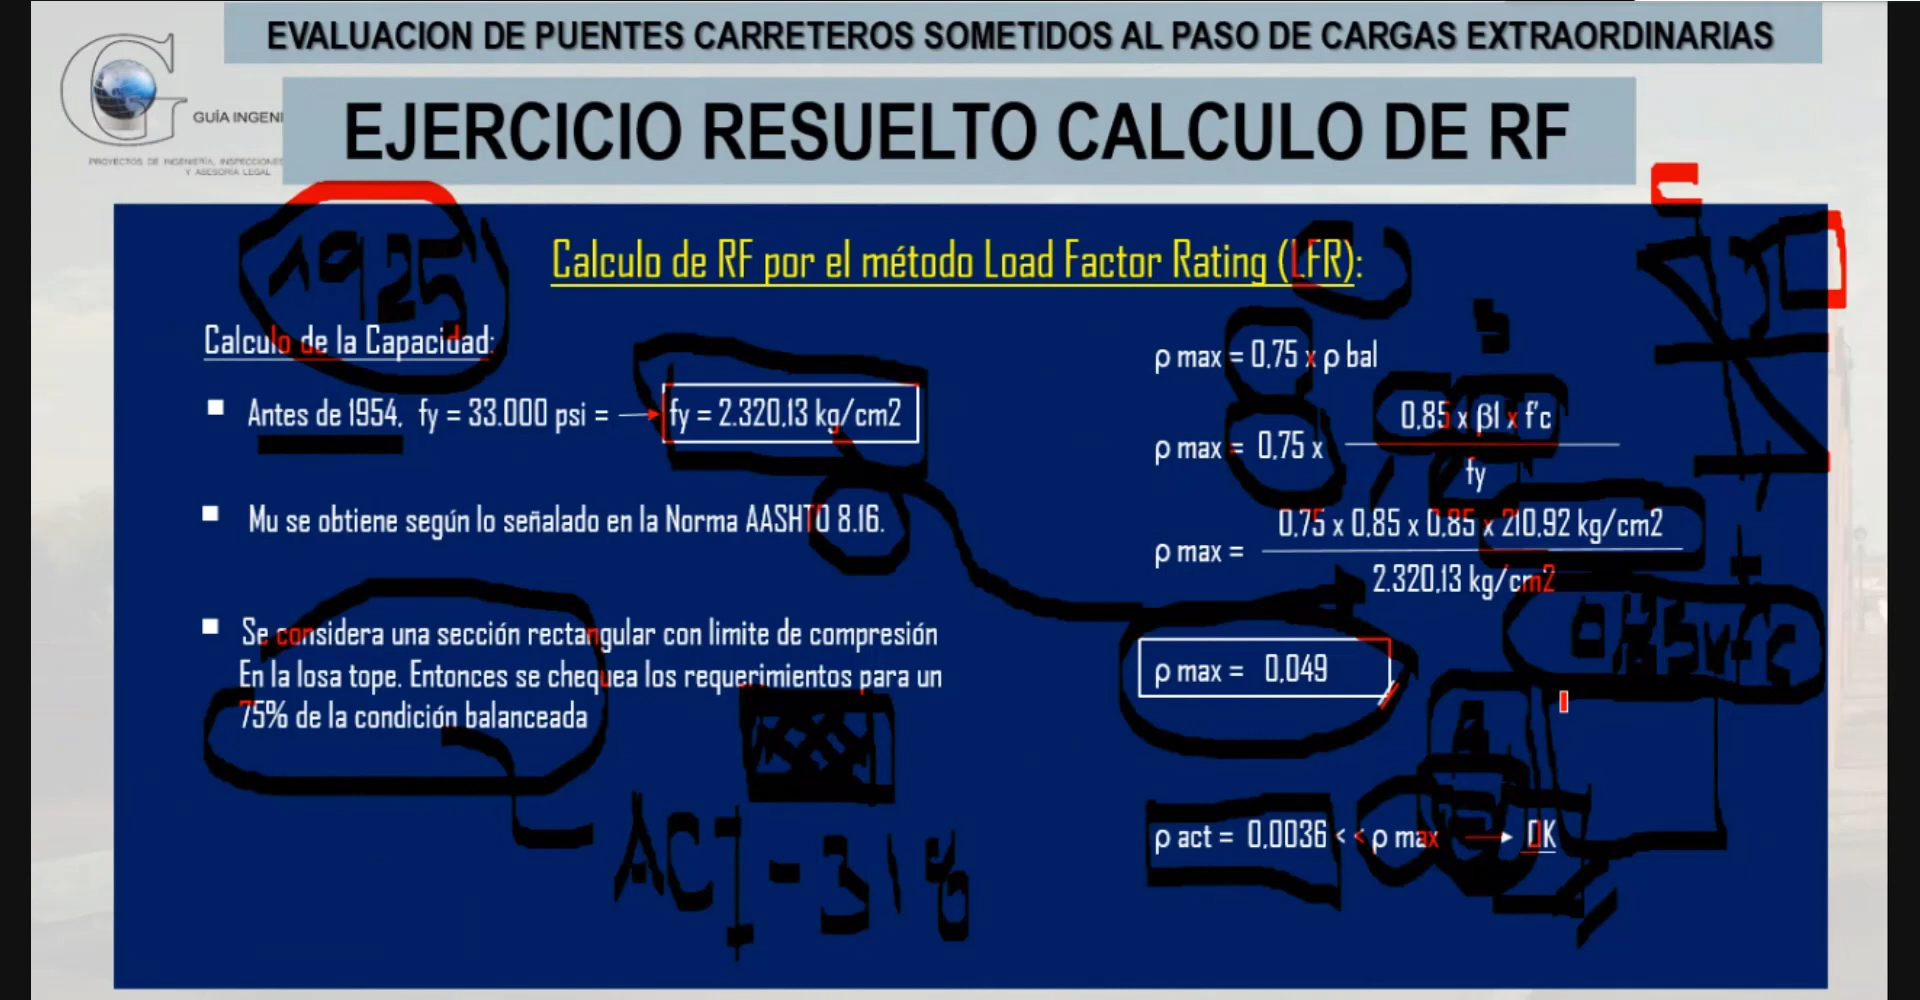 EVALUACION DE PUENTES CARRETEROS SOMETIDOS AL PASO DE CARGAS EXTRAORDINARIAS
GUÍA INGENI
PROYECTOS DE INGENIERÍA, INSPECCIONES
Y ASESORÍA LEGAL
EJERCICIO RESUELTO CALCULO DE RF
1925
Calculo de RF por el método Load Factor Rating (LFR):
Calculo de la Capacidad:
▪ Antes de 1954, fy = 33.000 psi = → fy = 2.320,13 kg/cm2
▪ Mu se obtiene según lo señalado en la Norma AASHTO 8.16.
▪ Se considera una sección rectangular con limite de compresión
En la losa tope. Entonces se chequea los requerimientos para un
75% de la condición balanceada
ACI-318
ρ max = 0,75 x ρ bal
ρ max = 0,75 x
0,85 x β1 x f'c
fy
ρ max =
0,75 x 0,85 x 0,85 x 210,92 kg/cm2
2.320,13 kg/cm2
ρ max = 0,049
ρ act = 0,0036 < < ρ max → OK